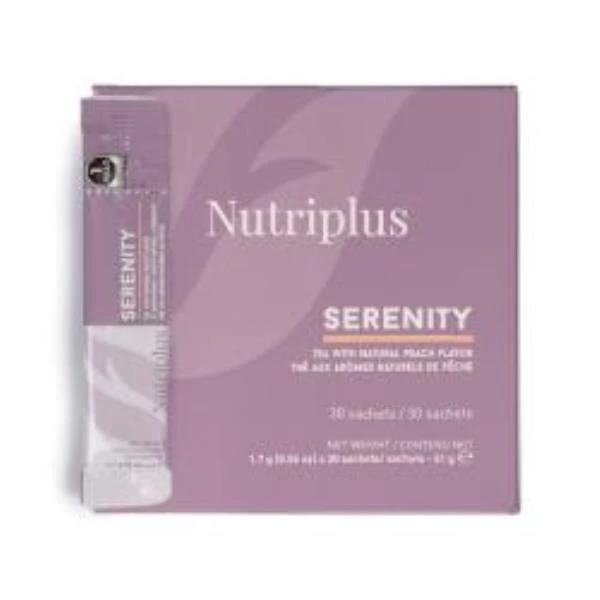 Nutriplus
SERENITY
TEA WITH NATURAL PEACH FLAVOR
THÉ AUX ARÔMES NATURELS DE PÊCHE
30 sachets / 30 sachets
NET WEIGHT / CONTENU NET
1.7 g (0.06 oz) x 30 sachets/ sachets - 51 g ℮
SERENITY
Nutriplus